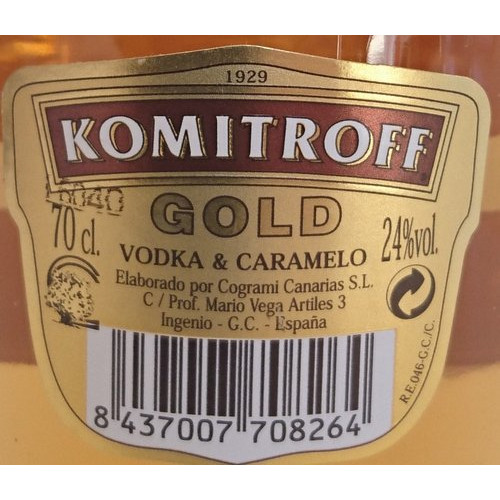 1929
KOMITROFF®
16040
70 cl.
GOLD
24%vol.
VODKA & CARAMELO
Elaborado por Cogrami Canarias S.L.
C / Prof. Mario Vega Artiles 3
Ingenio - G.C. - España
R.E.046-G.C./C.
8 437007 708264